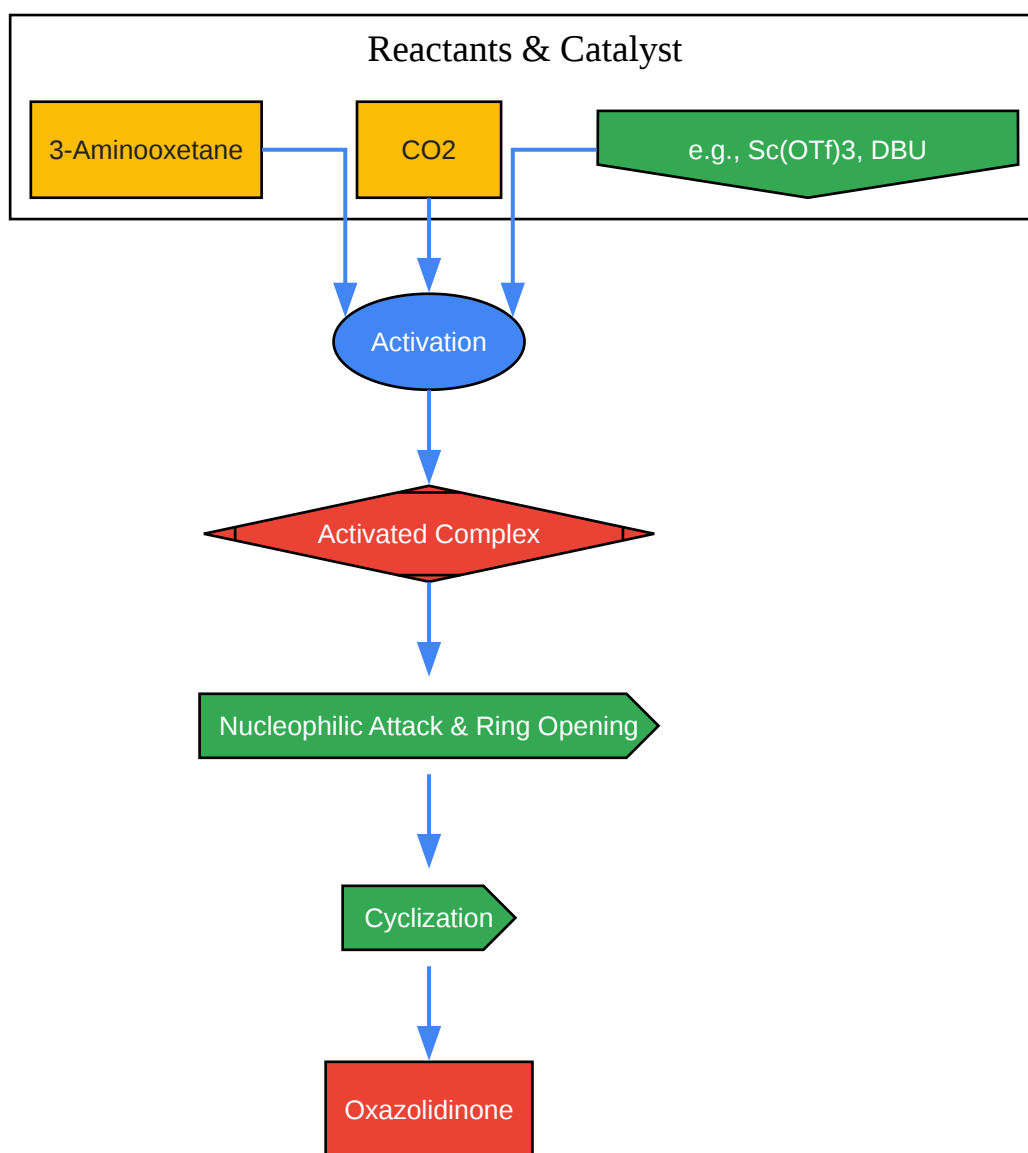 Reactants & Catalyst
3-Aminooxetane
CO2
e.g., Sc(OTf)3, DBU
Activation
Activated Complex
Nucleophilic Attack & Ring Opening
Cyclization
Oxazolidinone